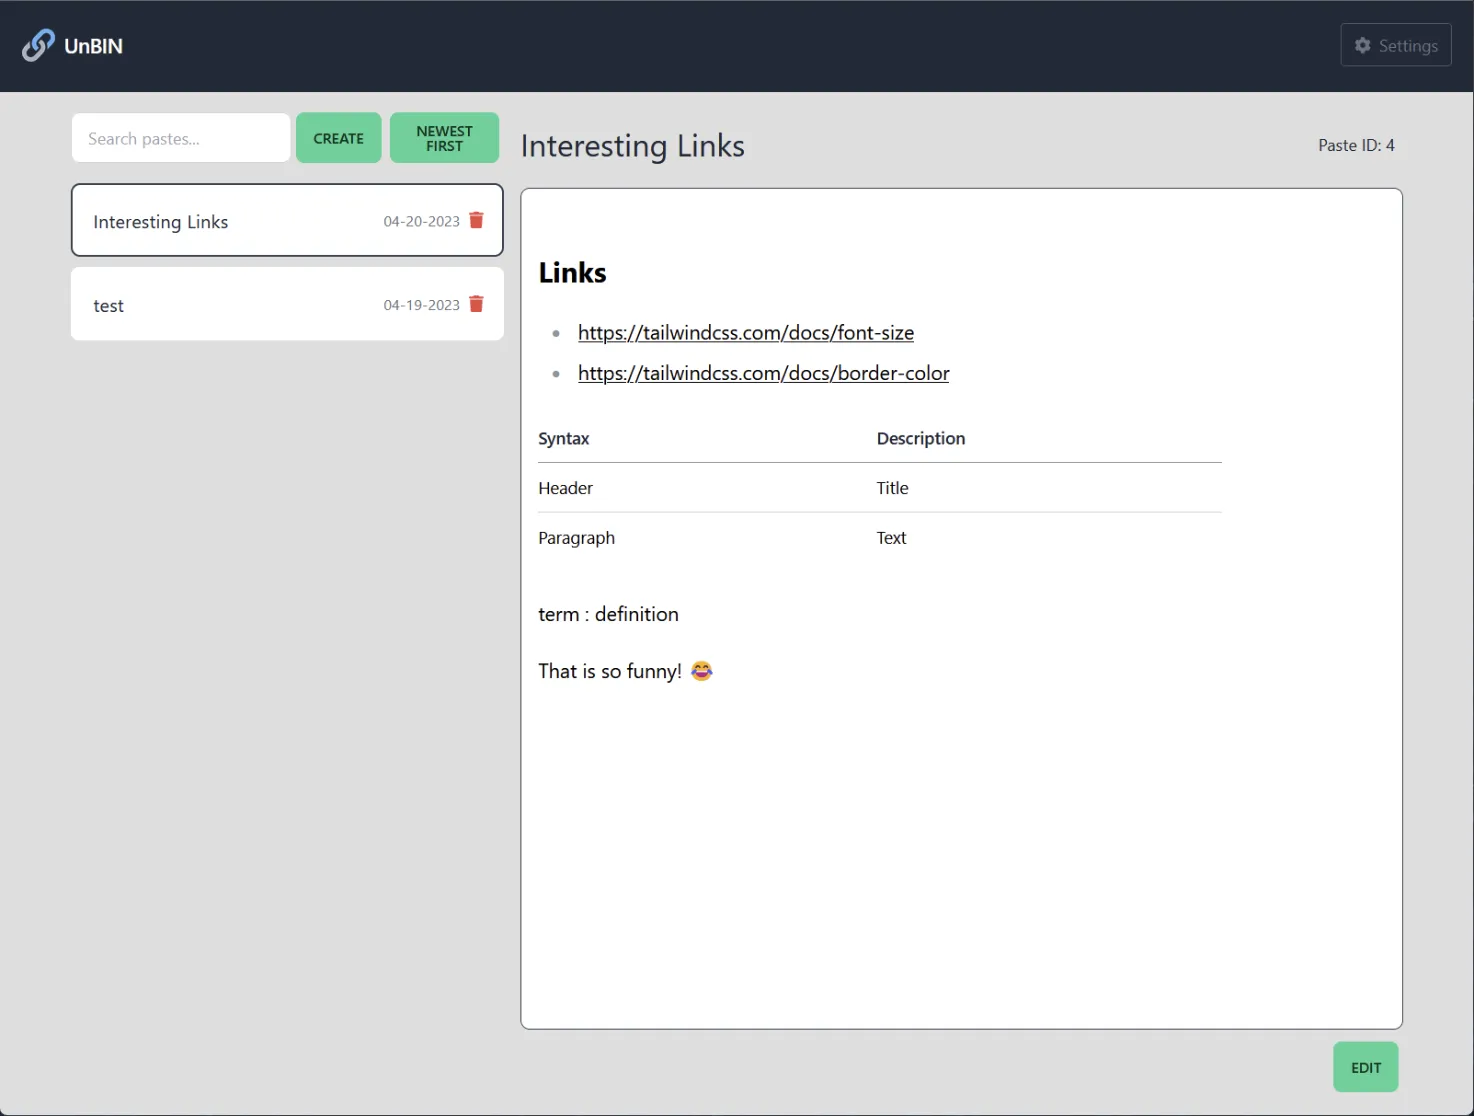 UnBIN
Settings
Search pastes...
CREATE
NEWEST
FIRST
Interesting Links
Paste ID: 4
Interesting Links
04-20-2023
test
04-19-2023
Links
https://tailwindcss.com/docs/font-size
https://tailwindcss.com/docs/border-color
Syntax
Description
Header
Title
Paragraph
Text
term : definition
That is so funny! 😂
EDIT